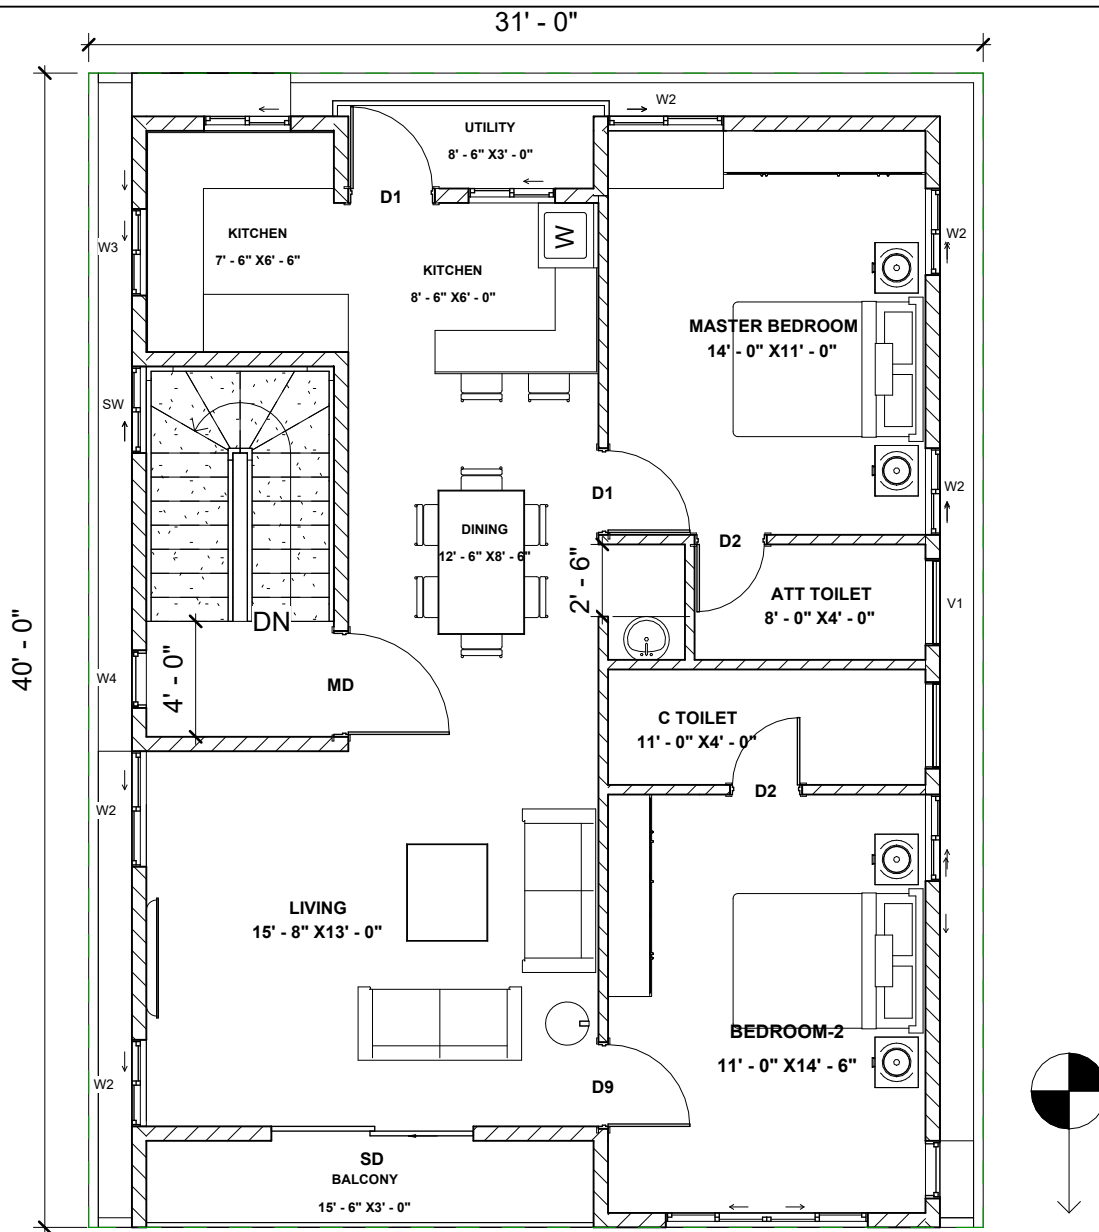 31' - 0"
W2
UTILITY
8' - 6" X3' - 0"
D1
W3
KITCHEN
7' - 6" X6' - 6"
W
KITCHEN
8' - 6" X6' - 0"
W2
MASTER BEDROOM
14' - 0" X11' - 0"
SW
D1
W2
DINING
12' - 6" X8' - 6"
D2
2' - 6"
ATT TOILET
8' - 0" X4' - 0"
V1
DN
40' - 0"
4' - 0"
W4
MD
C TOILET
11' - 0" X4' - 0"
D2
W2
LIVING
15' - 8" X13' - 0"
BEDROOM-2
11' - 0" X14' - 6"
W2
D9
SD
BALCONY
15' - 6" X3' - 0"